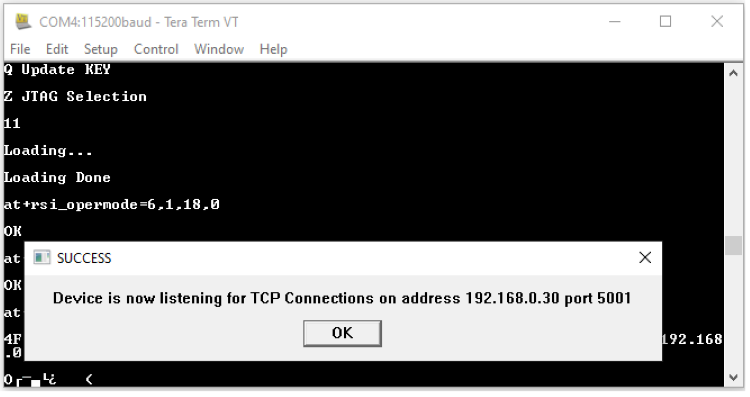 COM4:115200baud - Tera Term VT
File Edit Setup Control Window Help
Q Update KEY
Z JTAG Selection
11
Loading...
Loading Done
at+rsi_opermode=6,1,18,0
OK
at
SUCCESS
OK
Device is now listening for TCP Connections on address 192.168.0.30 port 5001
at
OK
4F 192.168
.0